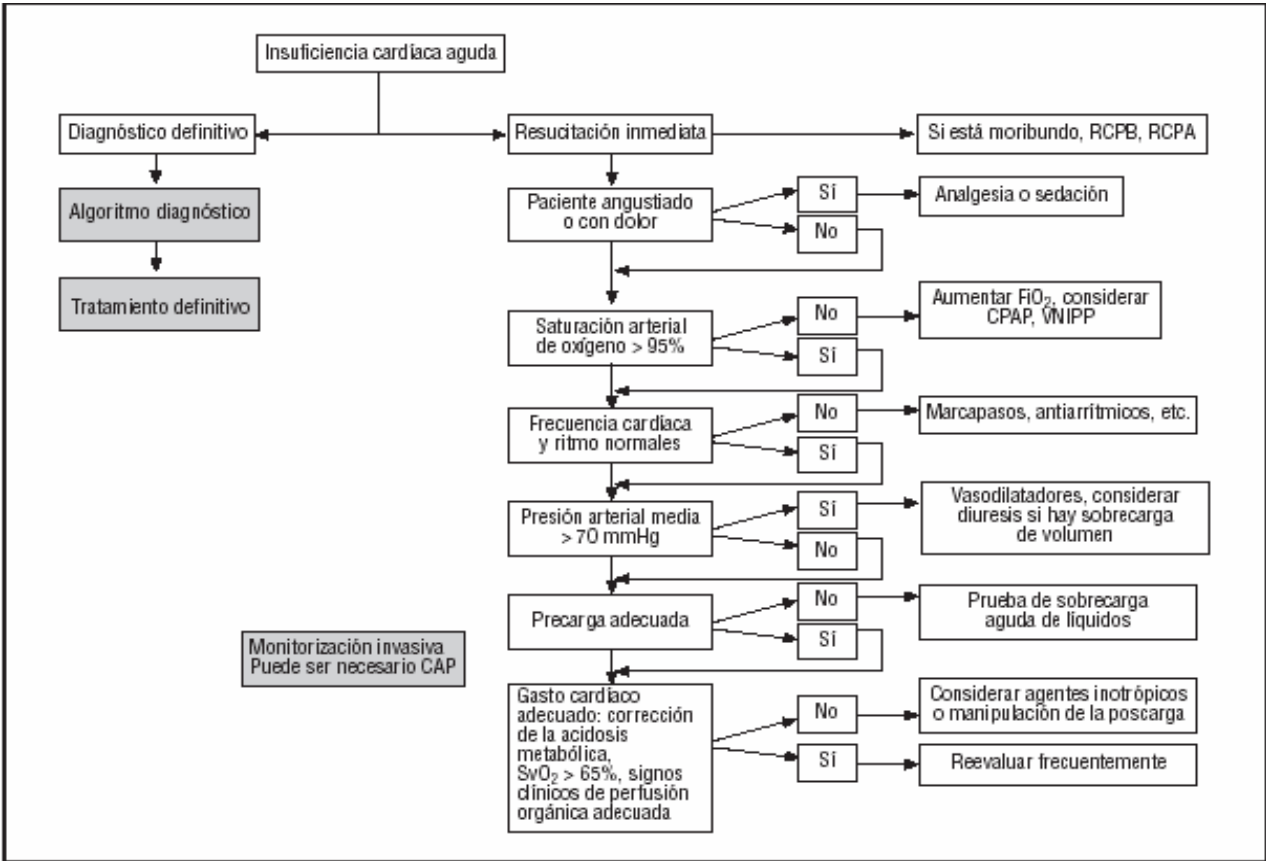 Insuficiencia cardíaca aguda
Diagnóstico definitivo
Resucitación inmediata
Si está moribundo, RCPB, RCPA
Algoritmo diagnóstico
Paciente angustiado
o con dolor
Sí
No
Analgesia o sedación
Tratamiento definitivo
Saturación arterial
de oxígeno > 95%
No
Sí
Aumentar FiO₂, considerar
CPAP, VNIPP
Frecuencia cardíaca
y ritmo normales
No
Sí
Marcapasos, antiarrítmicos, etc.
Presión arterial media
> 70 mmHg
Sí
No
Vasodilatadores, considerar
diuresis si hay sobrecarga
de volumen
Precarga adecuada
No
Sí
Prueba de sobrecarga
aguda de líquidos
Monitorización invasiva
Puede ser necesario CAP
Gasto cardíaco
adecuado: corrección
de la acidosis
metabólica,
SvO₂ > 65%, signos
clínicos de perfusión
orgánica adecuada
No
Sí
Considerar agentes inotrópicos
o manipulación de la poscarga
Reevaluar frecuentemente